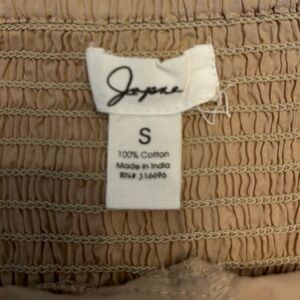 Jayne
S
100% Cotton
Made in India
RN# 316696